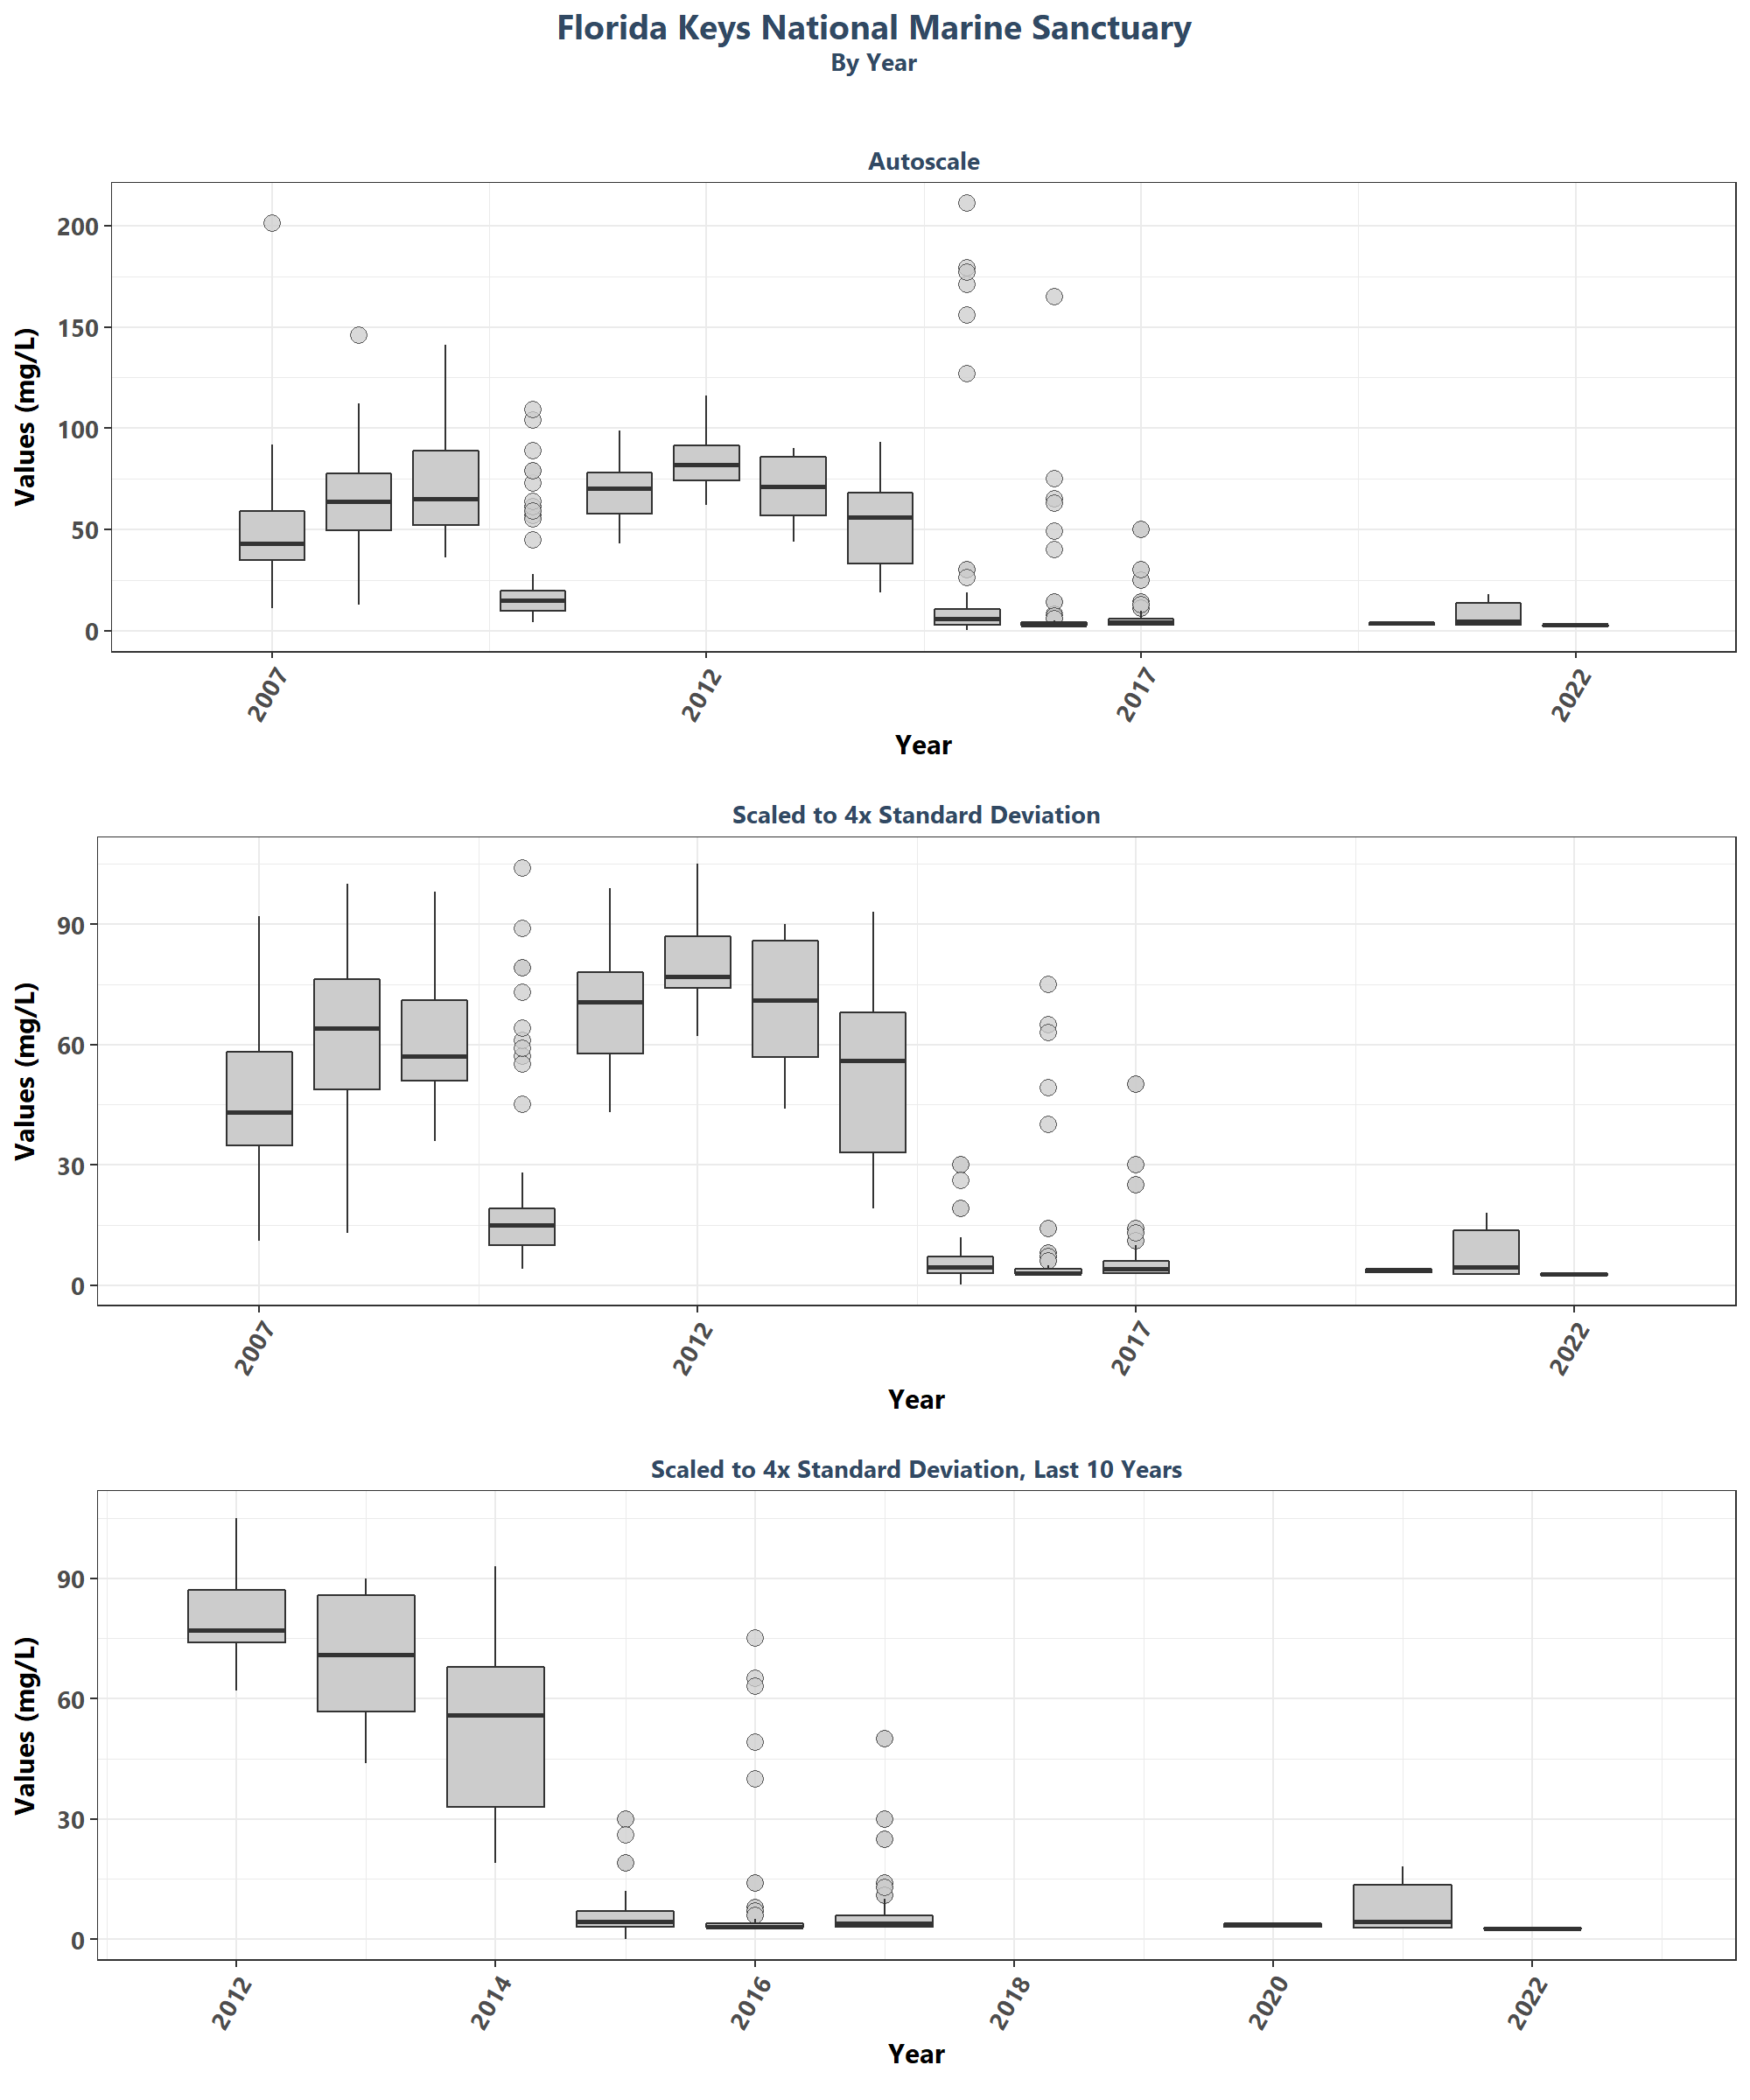 Florida Keys National Marine Sanctuary
By Year
Autoscale
Values (mg/L)
200
150
100
50
0
2007
2012
2017
2022
Year
Scaled to 4x Standard Deviation
Values (mg/L)
90
60
30
0
2007
2012
2017
2022
Year
Scaled to 4x Standard Deviation, Last 10 Years
Values (mg/L)
90
60
30
0
2012
2014
2016
2018
2020
2022
Year